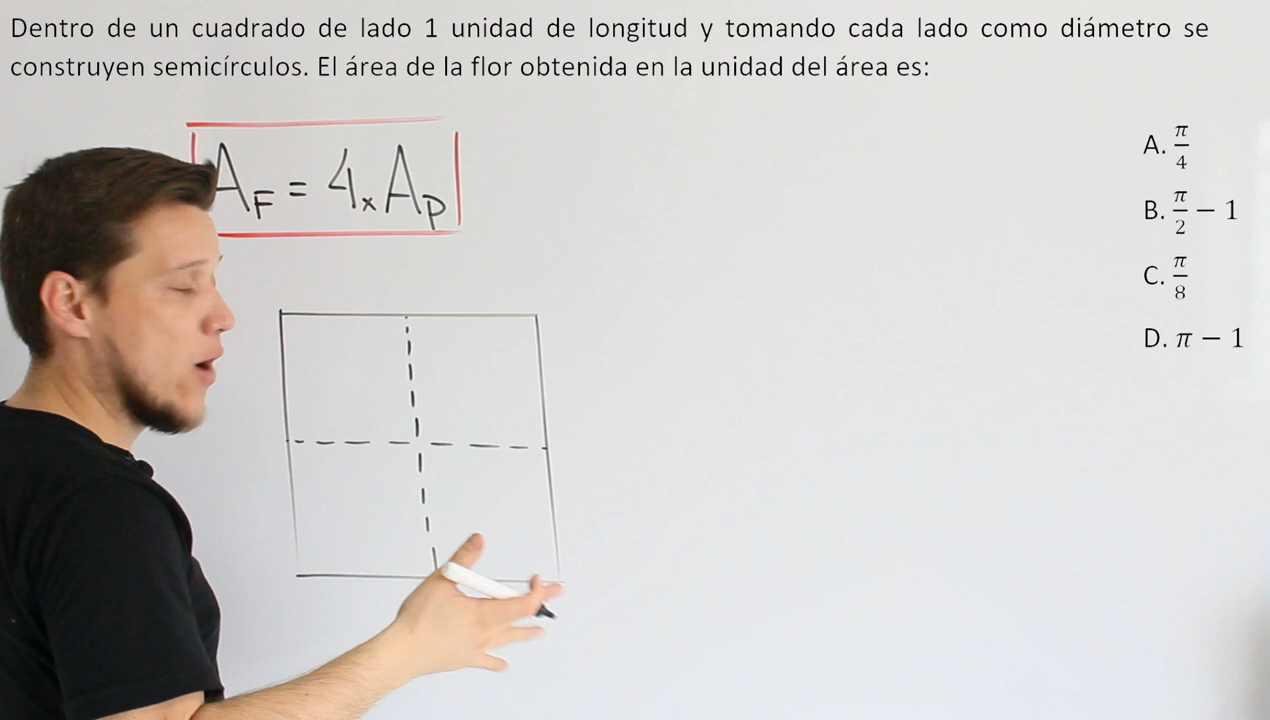 Dentro de un cuadrado de lado 1 unidad de longitud y tomando cada lado como diámetro se
construyen semicírculos. El área de la flor obtenida en la unidad del área es:
A_F = 4 x A_P
A. π/4
B. π/2 − 1
C. π/8
D. π − 1